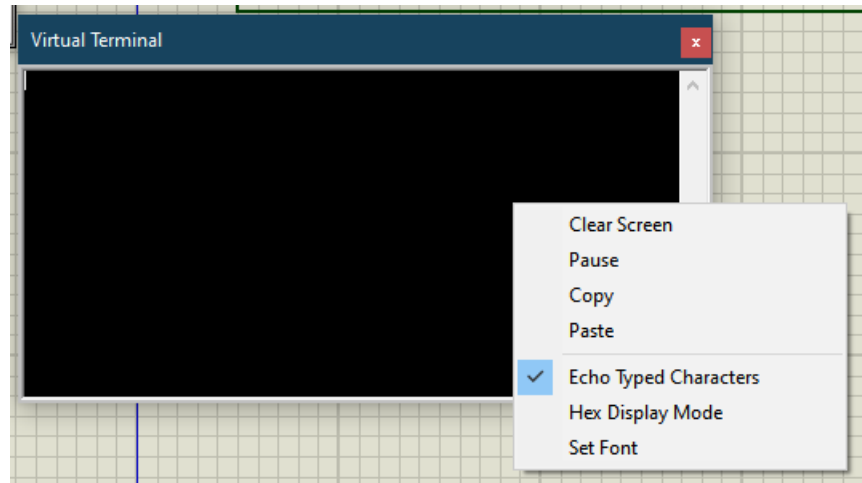 Virtual Terminal
x
Clear Screen
Pause
Copy
Paste
Echo Typed Characters
Hex Display Mode
Set Font